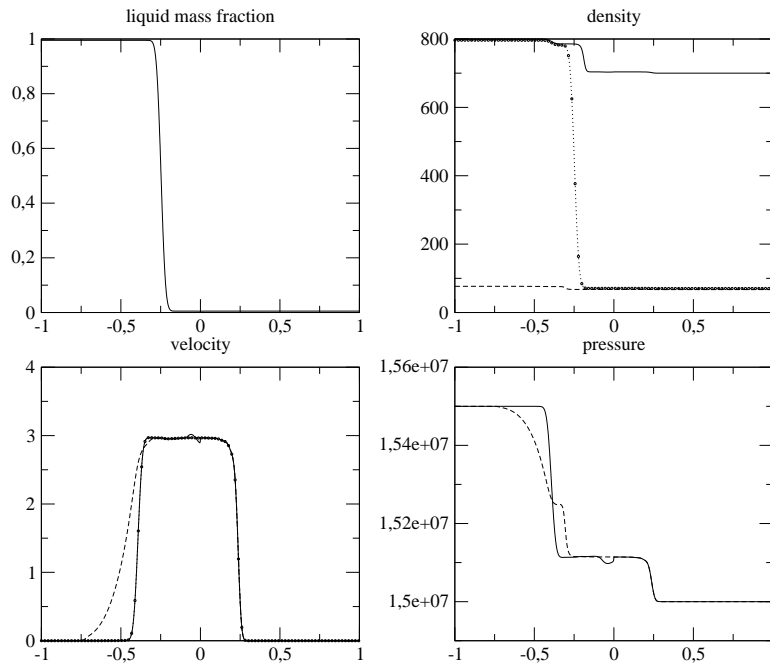 liquid mass fraction
1
0,8
0,6
0,4
0,2
0
-1 -0,5 0 0,5 1
density
800
600
400
200
0
-1 -0,5 0 0,5
velocity
4
3
2
1
0
-1 -0,5 0 0,5 1
pressure
1,56e+07
1,54e+07
1,52e+07
1,5e+07
-1 -0,5 0 0,5